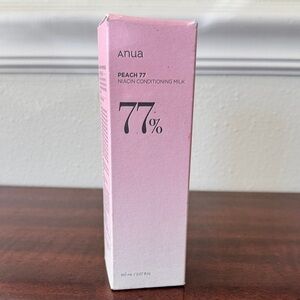 Anua
PEACH 77
NIACIN CONDITIONING MILK
77%